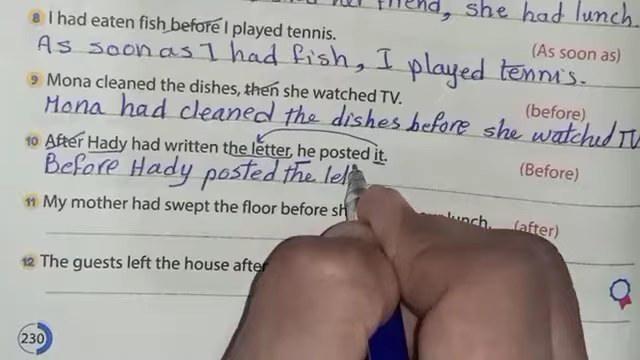 her friend, she had lunch.
8 I had eaten fish before I played tennis.
(As soon as)
As soon as I had fish, I played tennis.
9 Mona cleaned the dishes, then she watched TV.
(before)
Mona had cleaned the dishes before she watched TV
10 After Hady had written the letter, he posted it.
(Before)
Before Hady posted the let
11 My mother had swept the floor before sh lunch. (after)
12 The guests left the house afte
230